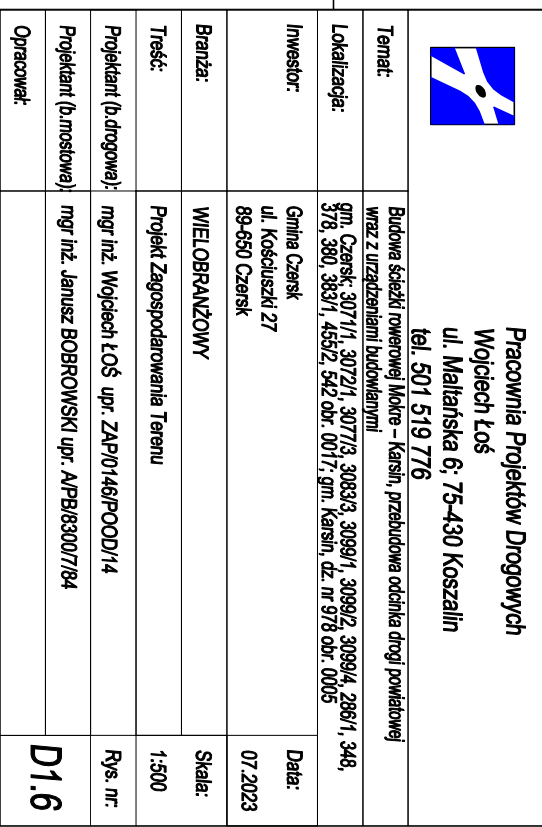 Pracownia Projektów Drogowych
Wojciech Łoś
ul. Maltańska 6; 75-430 Koszalin
tel. 501 519 776
Temat:
Budowa ścieżki rowerowej Mokre – Karsin, przebudowa odcinka drogi powiatowej
wraz z urządzeniami budowlanymi
Lokalizacja:
gm. Czersk; 3071/1, 3072/1, 3077/3, 3083/3, 3099/1, 3099/2, 3099/4, 286/1, 348,
378, 380, 383/1, 455/2, 542 obr. 0017; gm. Karsin, dz. nr 978 obr. 0005
Inwestor:
Gmina Czersk
ul. Kościuszki 27
89-650 Czersk
Data:
07.2023
Branża:
WIELOBRANŻOWY
Skala:
Treść:
Projekt Zagospodarowania Terenu
1:500
Projektant (b.drogowa):
mgr inż. Wojciech ŁOŚ upr. ZAP/0146/POOD/14
Rys. nr:
Projektant (b.mostowa):
mgr inż. Janusz BOBROWSKI upr. A/PB/8300/7/84
D1.6
Opracował: